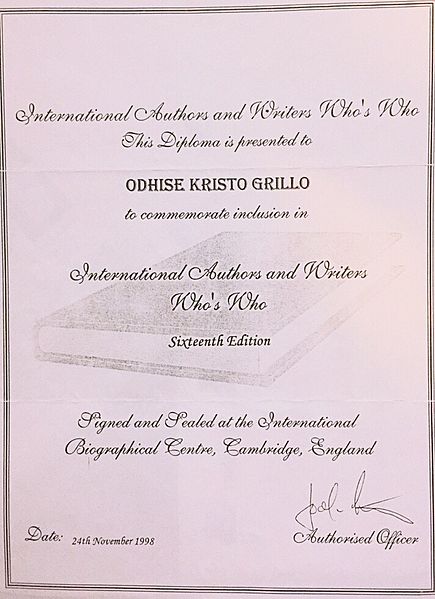 International Authors and Writers Who's Who
This Diploma is presented to
ODHISE KRISTO GRILLO
to commemorate inclusion in
International Authors and Writers
Who's Who
Sixteenth Edition
Signed and Sealed at the International
Biographical Centre, Cambridge, England
Date: 24th November 1998
Authorised Officer